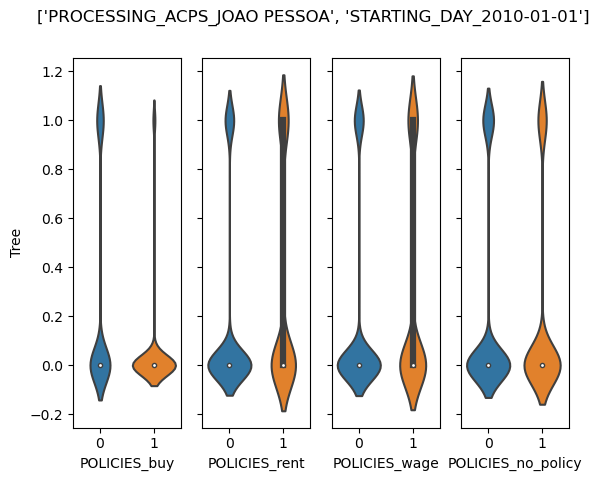 ['PROCESSING_ACPS_JOAO PESSOA', 'STARTING_DAY_2010-01-01']
Tree
1.2
1.0
0.8
0.6
0.4
0.2
0.0
−0.2
0 1 0 1 0 1 0 1
POLICIES_buy POLICIES_rent POLICIES_wage POLICIES_no_policy